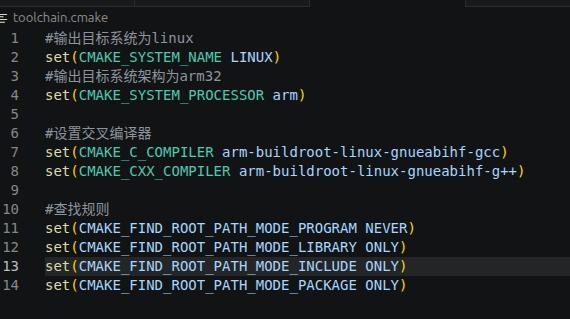 toolchain.cmake
1 #输出目标系统为linux
2 set(CMAKE_SYSTEM_NAME LINUX)
3 #输出目标系统架构为arm32
4 set(CMAKE_SYSTEM_PROCESSOR arm)
5
6 #设置交叉编译器
7 set(CMAKE_C_COMPILER arm-buildroot-linux-gnueabihf-gcc)
8 set(CMAKE_CXX_COMPILER arm-buildroot-linux-gnueabihf-g++)
9
10 #查找规则
11 set(CMAKE_FIND_ROOT_PATH_MODE_PROGRAM NEVER)
12 set(CMAKE_FIND_ROOT_PATH_MODE_LIBRARY ONLY)
13 set(CMAKE_FIND_ROOT_PATH_MODE_INCLUDE ONLY)
14 set(CMAKE_FIND_ROOT_PATH_MODE_PACKAGE ONLY)